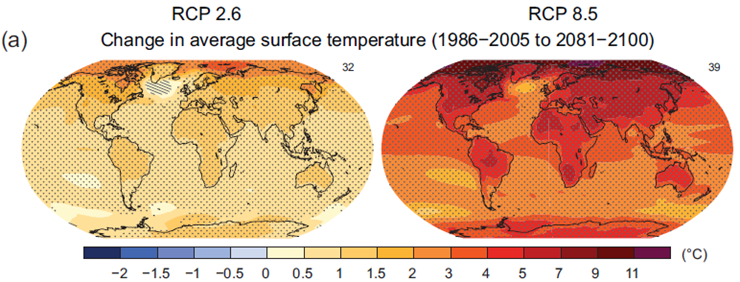 RCP 2.6 RCP 8.5
(a) Change in average surface temperature (1986−2005 to 2081−2100)
32 39
−2 −1.5 −1 −0.5 0 0.5 1 1.5 2 3 4 5 7 9 11 (°C)